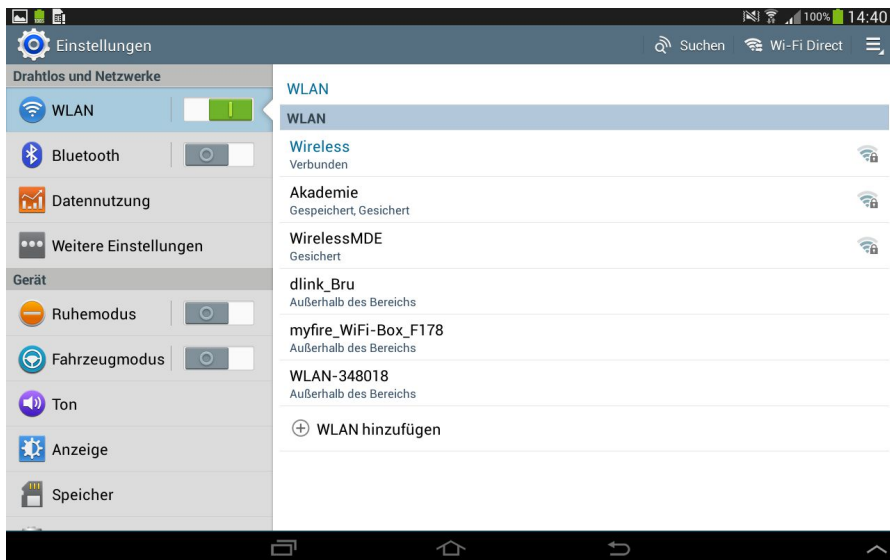 100% 14:40
Einstellungen Suchen Wi-Fi Direct
Drahtlos und Netzwerke
WLAN
Bluetooth
Datennutzung
Weitere Einstellungen
Gerät
Ruhemodus
Fahrzeugmodus
Ton
Anzeige
Speicher
WLAN
WLAN
Wireless
Verbunden
Akademie
Gespeichert, Gesichert
WirelessMDE
Gesichert
dlink_Bru
Außerhalb des Bereichs
myfire_WiFi-Box_F178
Außerhalb des Bereichs
WLAN-348018
Außerhalb des Bereichs
WLAN hinzufügen